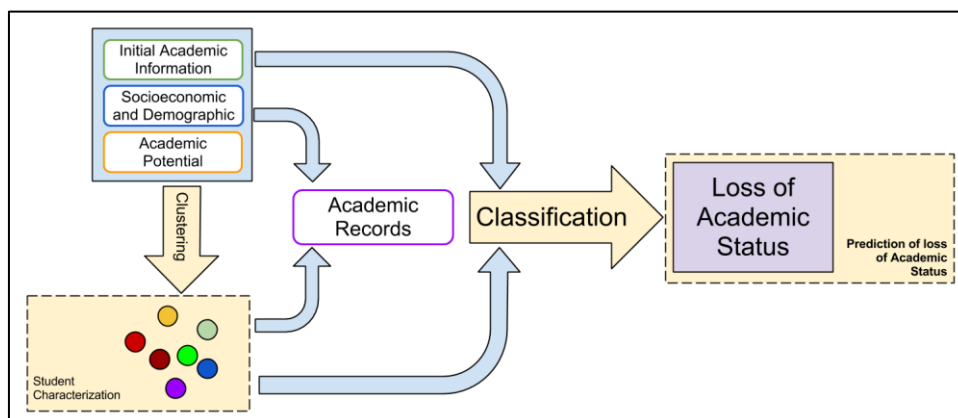 Initial Academic
Information
Socioeconomic
and Demographic
Academic
Potential
Clustering
Academic
Records
Classification
Loss of
Academic
Status
Prediction of loss
of Academic
Status
Student
Characterization